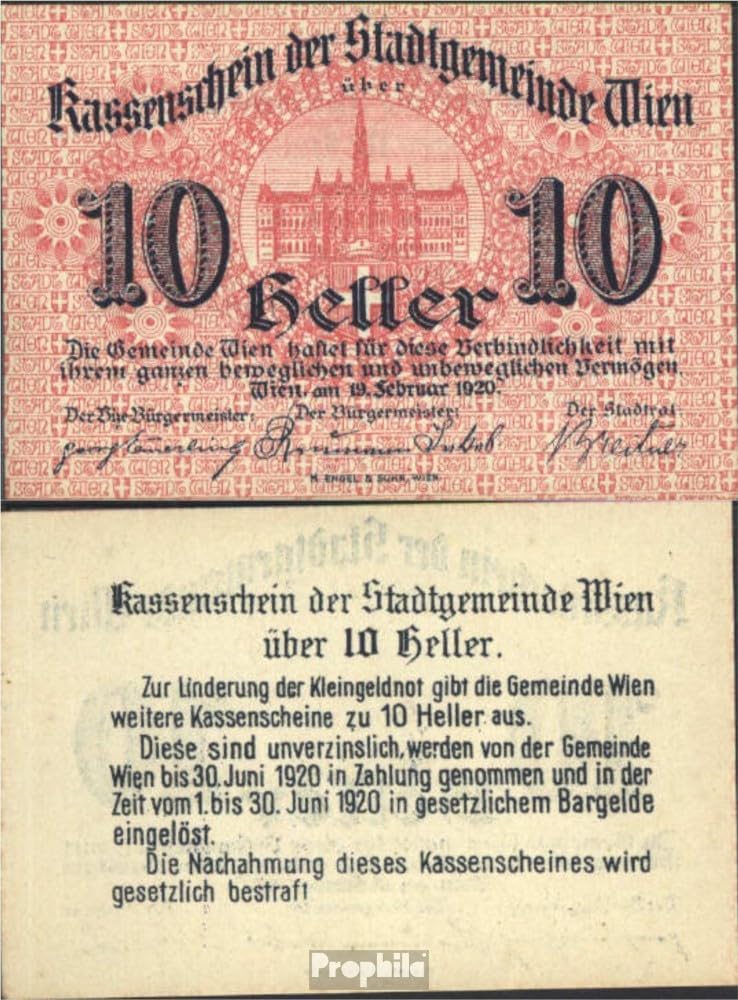 Kassenschein der Stadtgemeinde Wien
über
10 10
Heller
Die Gemeinde Wien haftet für diese Verbindlichkeit mit
ihrem ganzen beweglichen und unbeweglichen Vermögen.
Wien, am 19. Februar 1920.
Der Vize-Bürgermeister: Der Bürgermeister: Der Stadtrat
Georg Emmerling Reumann Jakob Breitner
M. ENGEL & SOHN, WIEN
Kassenschein der Stadtgemeinde Wien
über 10 Heller.
Zur Linderung der Kleingeldnot gibt die Gemeinde Wien
weitere Kassenscheine zu 10 Heller aus.
Diese sind unverzinslich, werden von der Gemeinde
Wien bis 30. Juni 1920 in Zahlung genommen und in der
Zeit vom 1. bis 30. Juni 1920 in gesetzlichem Bargelde
eingelöst.
Die Nachahmung dieses Kassenscheines wird
gesetzlich bestraft
Prophila